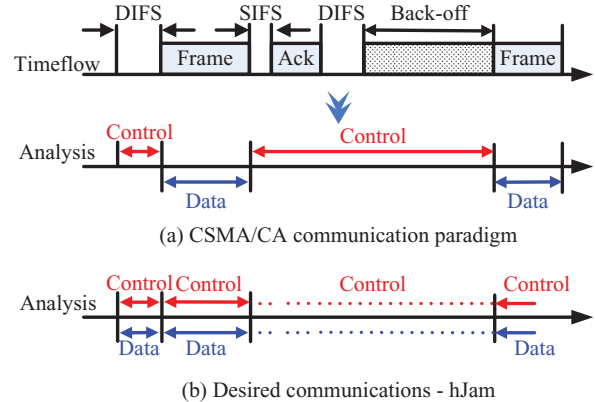 DIFS SIFS DIFS Back-off
Timeflow Frame Ack Frame
Control Control
Analysis
Data Data
(a) CSMA/CA communication paradigm
Control Control Control Control
Analysis
Data Data Data Data
(b) Desired communications - hJam